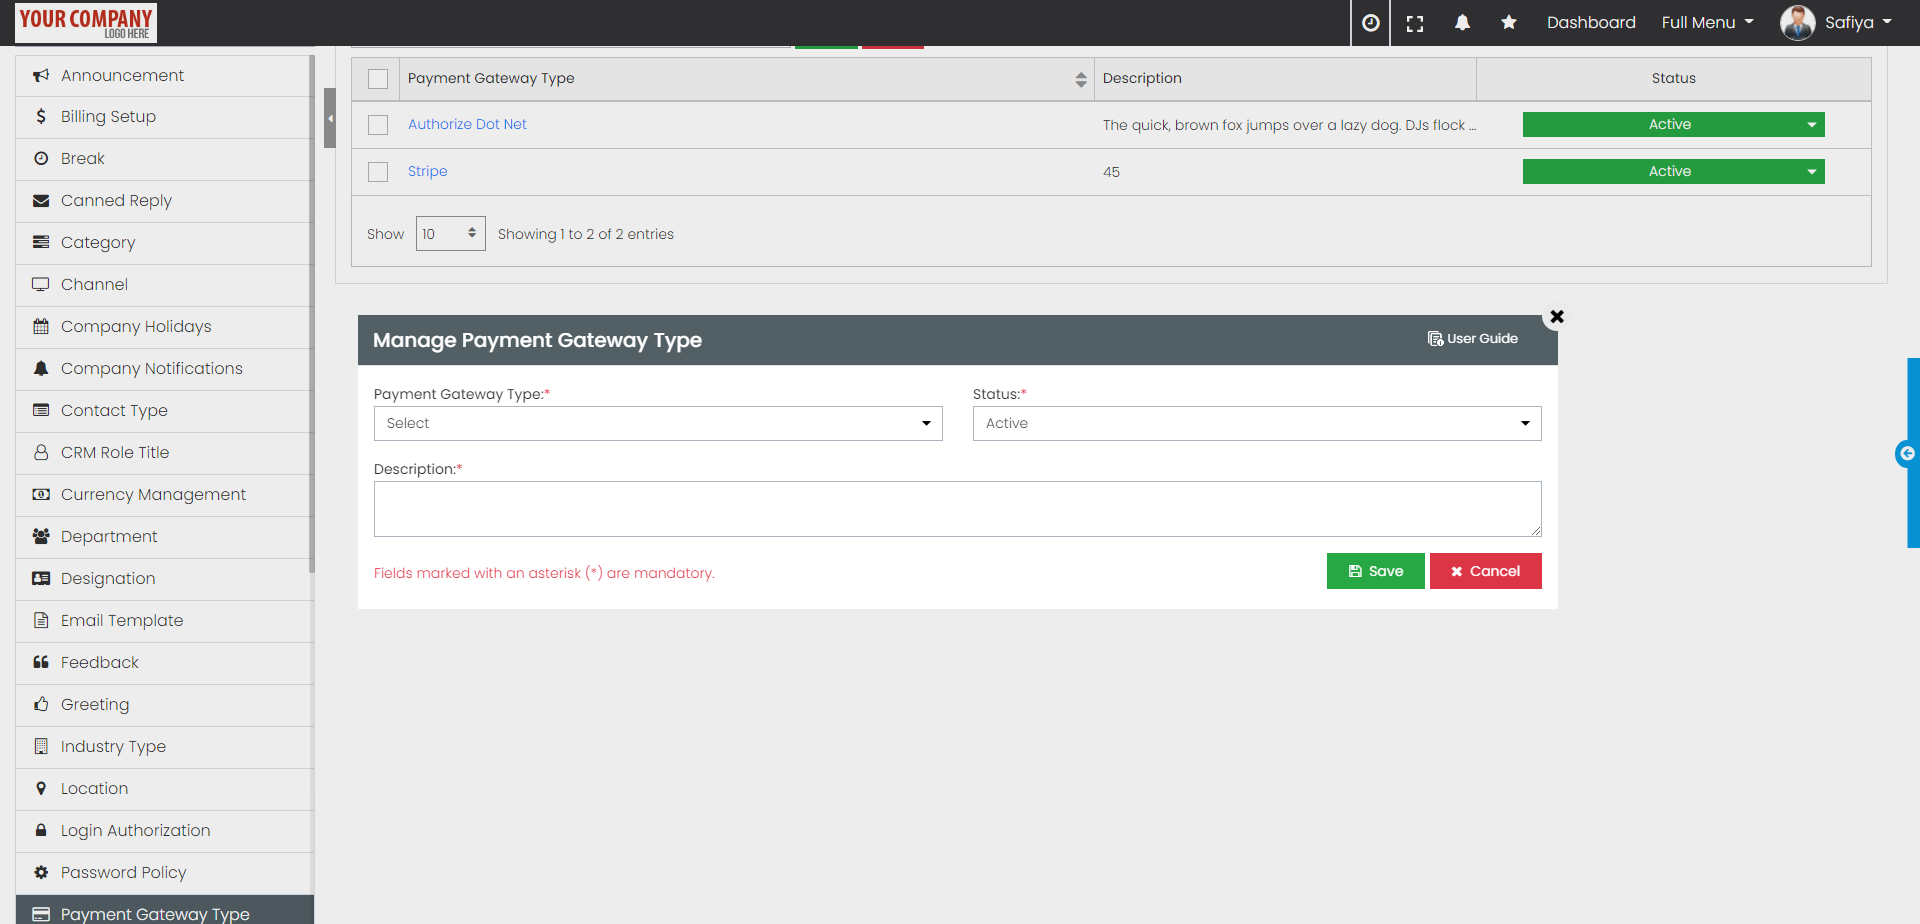 YOUR COMPANY
LOGO HERE
Dashboard
Full Menu
Safiya
Announcement
Billing Setup
Break
Canned Reply
Category
Channel
Company Holidays
Company Notifications
Contact Type
CRM Role Title
Currency Management
Department
Designation
Email Template
Feedback
Greeting
Industry Type
Location
Login Authorization
Password Policy
Payment Gateway Type
Payment Gateway Type Description Status
Authorize Dot Net The quick, brown fox jumps over a lazy dog. DJs flock ... Active
Stripe 45 Active
Show 10 Showing 1 to 2 of 2 entries
Manage Payment Gateway Type
User Guide
Payment Gateway Type:* Status:*
Select Active
Description:*
Fields marked with an asterisk (*) are mandatory.
Save Cancel